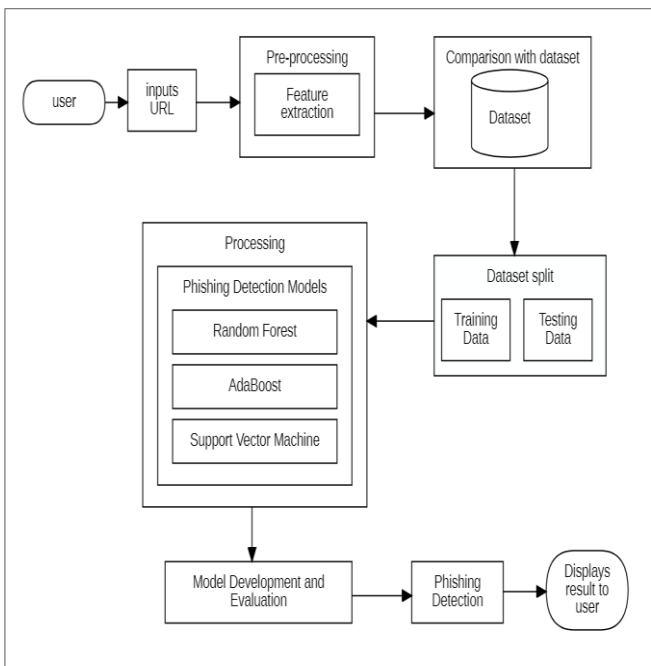 user
inputs
URL
Pre-processing
Feature
extraction
Comparison with dataset
Dataset
Dataset split
Training
Data
Testing
Data
Processing
Phishing Detection Models
Random Forest
AdaBoost
Support Vector Machine
Model Development and
Evaluation
Phishing
Detection
Displays
result to
user